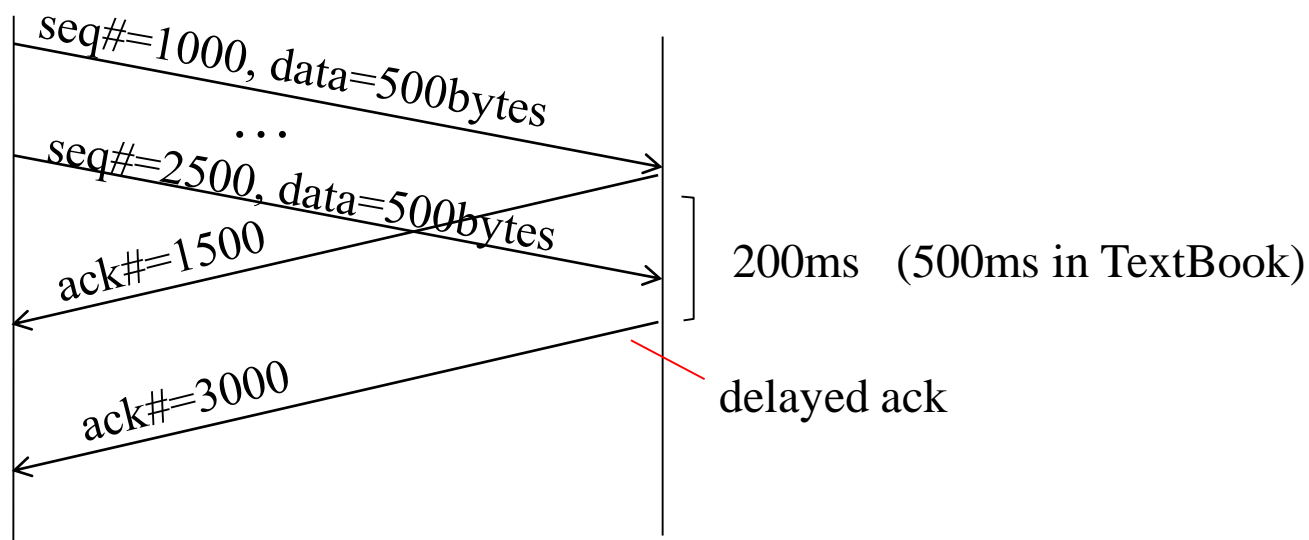 seq#=1000, data=500bytes
...
seq#=2500, data=500bytes
ack#=1500
200ms (500ms in TextBook)
ack#=3000
delayed ack